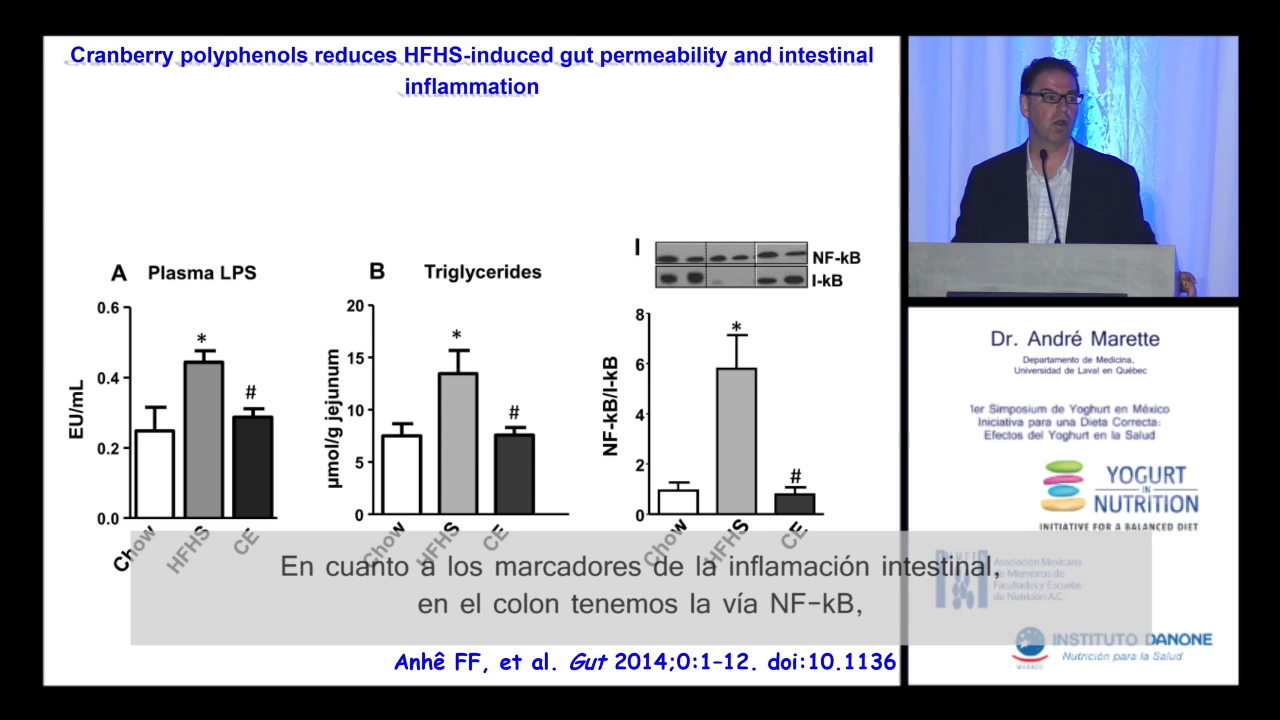 Cranberry polyphenols reduces HFHS-induced gut permeability and intestinal
inflammation
A Plasma LPS
EU/mL
0.6
0.4
0.2
0.0
*
#
Chow
HFHS
CE
B Triglycerides
µmol/g jejunum
20
15
10
5
0
*
#
Chow
HFHS
CE
I
NF-kB
I-kB
NF-kB/I-kB
8
6
4
2
0
*
#
Chow
HFHS
CE
En cuanto a los marcadores de la inflamación intestinal,
en el colon tenemos la vía NF-kB,
Anhê FF, et al. Gut 2014;0:1-12. doi:10.1136
Dr. André Marette
Departamento de Medicina,
Universidad de Laval en Québec
1er Simposium de Yoghurt en México
Iniciativa para una Dieta Correcta:
Efectos del Yoghurt en la Salud
YOGURT
IN
NUTRITION
INITIATIVE FOR A BALANCED DIET
Asociación Mexicana
de Miembros de
Facultades y Escuelas
de Nutrición A.C.
INSTITUTO DANONE
Nutrición para la Salud
MÉXICO